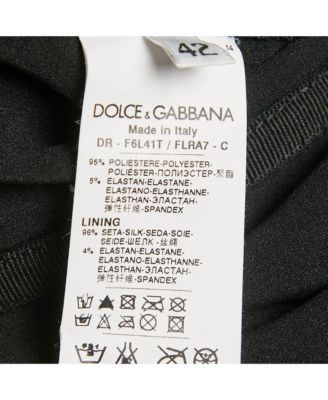 42
14
DOLCE & GABBANA
Made in Italy
DR - F6L41T / FLRA7 - C
95% POLIESTERE-POLYESTER-
POLIÉSTER-ПОЛИЭСТЕР-聚酯
5% ELASTAN-ELASTANE-
ELASTANO-ELASTHANNE-
ELASTHAN-ЭЛАСТАН-
弹性纤维-SPANDEX
LINING
96% SETA-SILK-SEDA-SOIE-
SEIDE-ШЕЛК - 丝绸
4% ELASTAN-ELASTANE-
ELASTANO-ELASTHANNE-
ELASTHAN-ЭЛАСТАН-
弹性纤维-SPANDEX